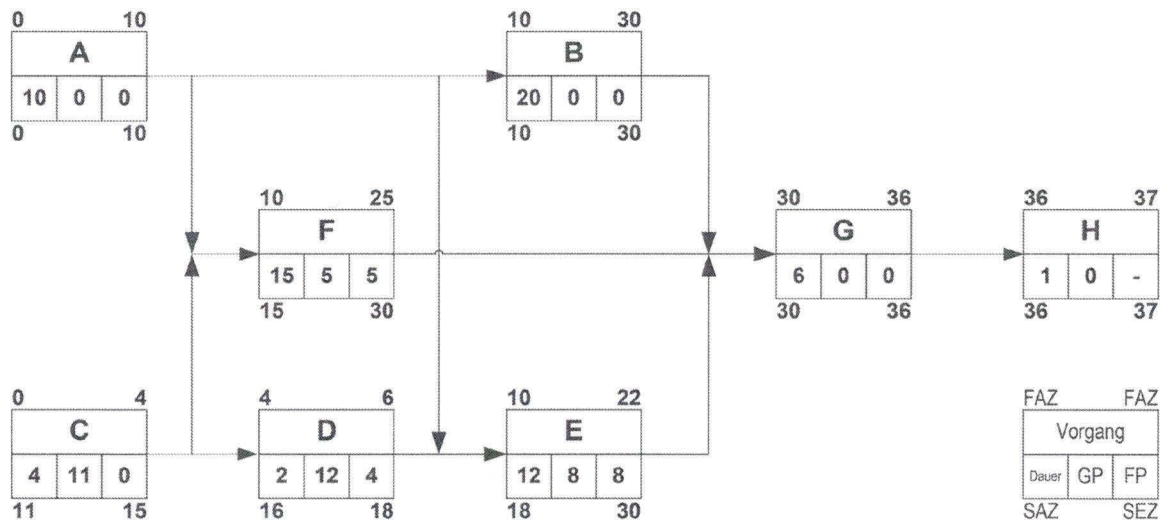 0 10
A
10 0 0
0 10
10 30
B
20 0 0
10 30
10 25
F
15 5 5
15 30
30 36
G
6 0 0
30 36
36 37
H
1 0 -
36 37
0 4
C
4 11 0
11 15
4 6
D
2 12 4
16 18
10 22
E
12 8 8
18 30
FAZ FAZ
Vorgang
Dauer GP FP
SAZ SEZ